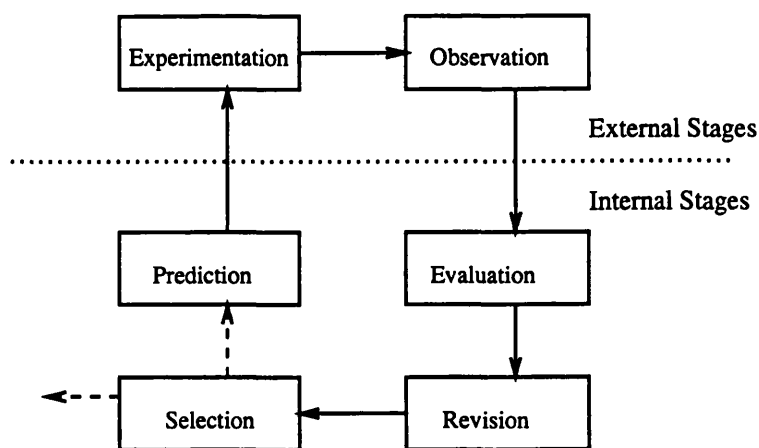 Experimentation
Observation
External Stages
Internal Stages
Prediction
Evaluation
Selection
Revision